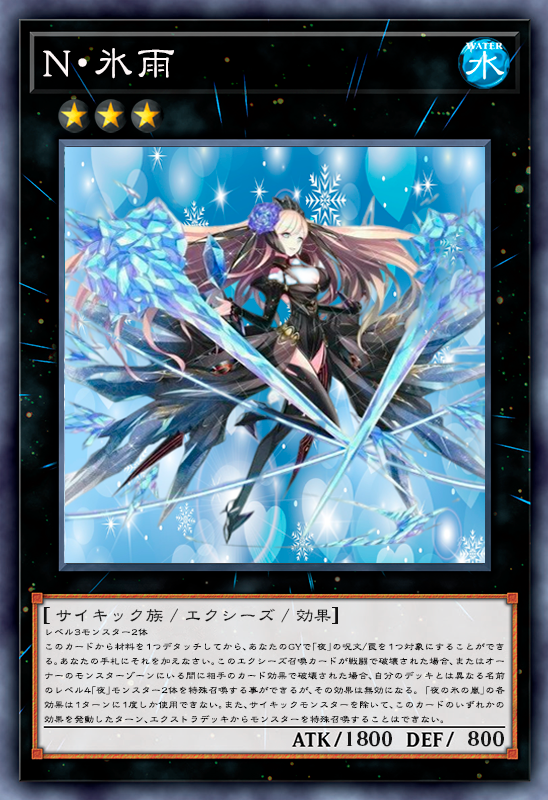 N・氷雨
WATER
水
[サイキック族/エクシーズ/効果]
レベル3モンスター2体
このカードから材料を1つデタッチしてから、あなたのGYで「夜」の呪文/罠を1つ対象にすることができ
る。あなたの手札にそれを加えなさい。このエクシーズ召喚カードが戦闘で破壊された場合、またはオー
ナーのモンスターゾーンにいる間に相手のカード効果で破壊された場合、自分のデッキとは異なる名前
のレベル4「夜」モンスター2体を特殊召喚する事ができるが、その効果は無効になる。「夜の氷の嵐」の各
効果は1ターンに1度しか使用できない。また、サイキックモンスターを除いて、このカードのいずれかの
効果を発動したターン、エクストラデッキからモンスターを特殊召喚することはできない。
ATK/1800 DEF/ 800